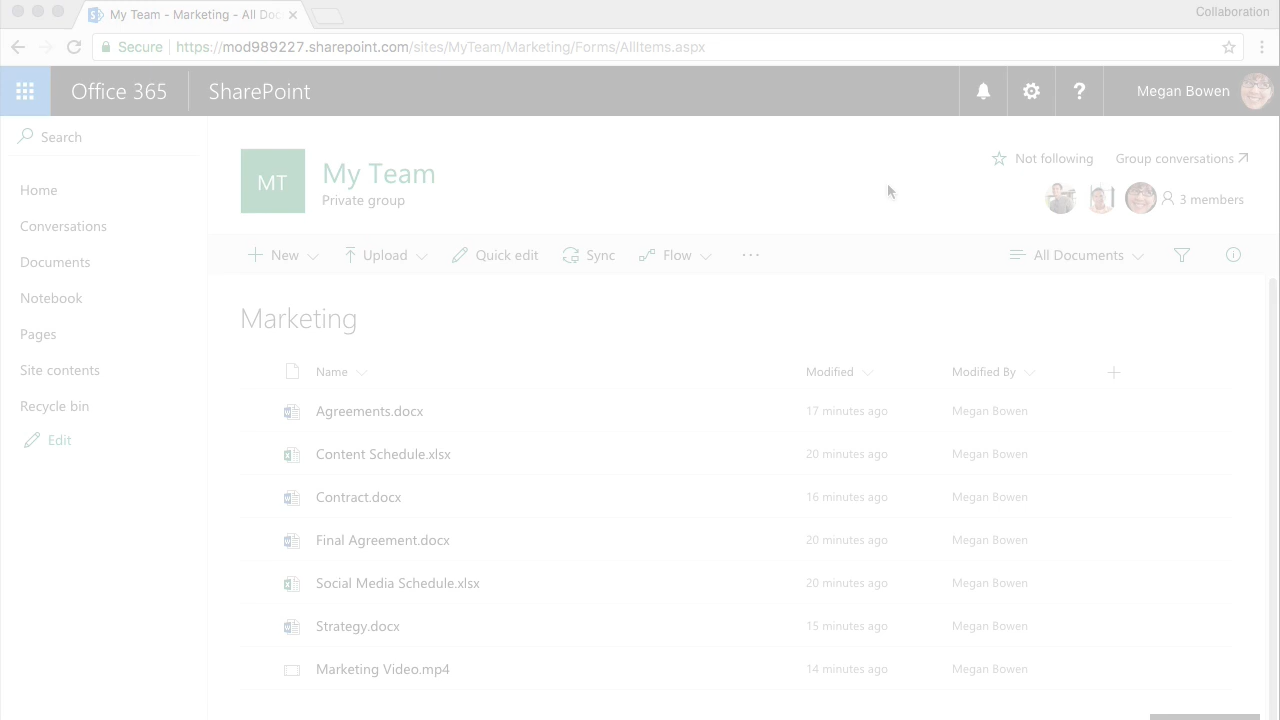 My Team - Marketing - All Doc
Collaboration
Secure https://mod989227.sharepoint.com/sites/MyTeam/Marketing/Forms/AllItems.aspx
Office 365 SharePoint ? Megan Bowen
Search
Home
Conversations
Documents
Notebook
Pages
Site contents
Recycle bin
Edit
MT
My Team
Private group
Not following Group conversations
3 members
New Upload Quick edit Sync Flow ... All Documents
Marketing
Name Modified Modified By
Agreements.docx 17 minutes ago Megan Bowen
Content Schedule.xlsx 20 minutes ago Megan Bowen
Contract.docx 16 minutes ago Megan Bowen
Final Agreement.docx 20 minutes ago Megan Bowen
Social Media Schedule.xlsx 20 minutes ago Megan Bowen
Strategy.docx 15 minutes ago Megan Bowen
Marketing Video.mp4 14 minutes ago Megan Bowen